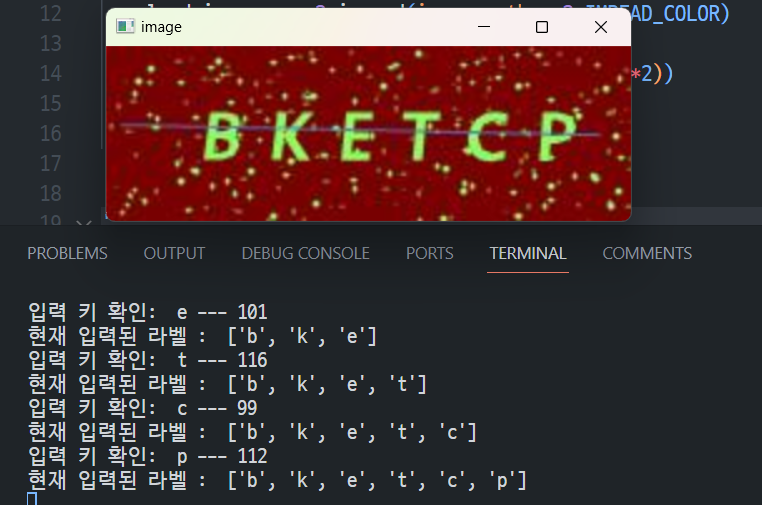 12
image
13
14 *2))
15
16 BKETCP
17
18
19
PROBLEMS OUTPUT DEBUG CONSOLE PORTS TERMINAL COMMENTS
입력 키 확인: e --- 101
현재 입력된 라벨 : ['b', 'k', 'e']
입력 키 확인: t --- 116
현재 입력된 라벨 : ['b', 'k', 'e', 't']
입력 키 확인: c --- 99
현재 입력된 라벨 : ['b', 'k', 'e', 't', 'c']
입력 키 확인: p --- 112
현재 입력된 라벨 : ['b', 'k', 'e', 't', 'c', 'p']